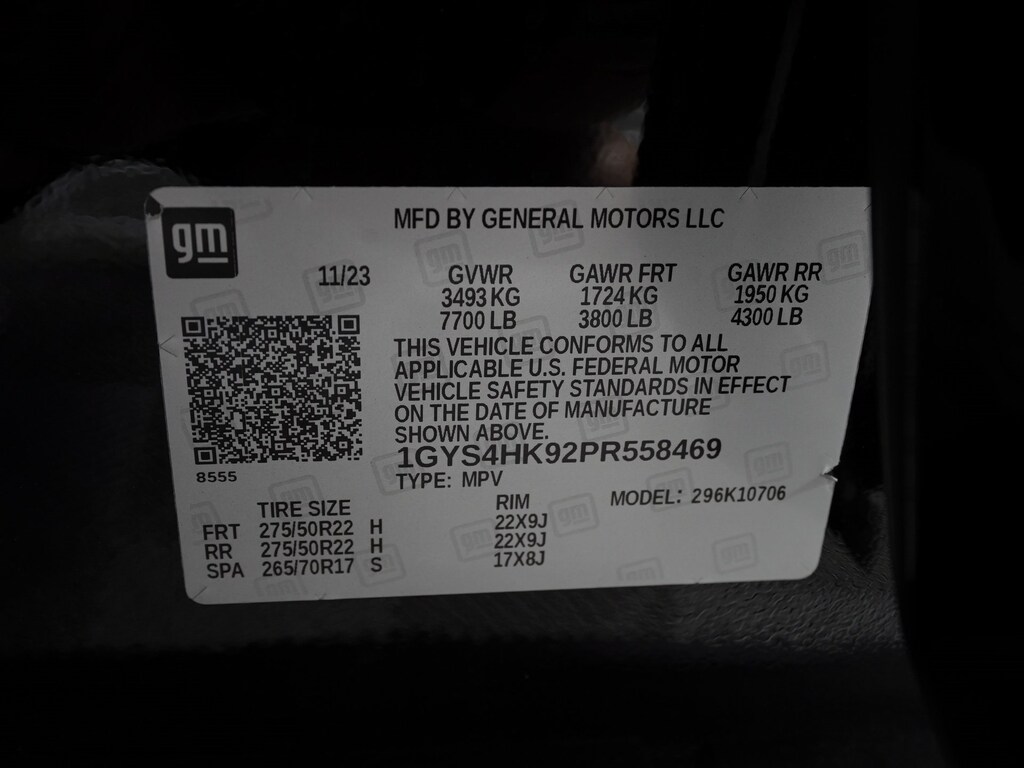 gm
MFD BY GENERAL MOTORS LLC
11/23 GVWR GAWR FRT GAWR RR
3493 KG 1724 KG 1950 KG
7700 LB 3800 LB 4300 LB
THIS VEHICLE CONFORMS TO ALL
APPLICABLE U.S. FEDERAL MOTOR
VEHICLE SAFETY STANDARDS IN EFFECT
ON THE DATE OF MANUFACTURE
SHOWN ABOVE.
1GYS4HK92PR558469
8555
TYPE: MPV
MODEL: 296K10706
TIRE SIZE RIM
FRT 275/50R22 H 22X9J
RR 275/50R22 H 22X9J
SPA 265/70R17 S 17X8J